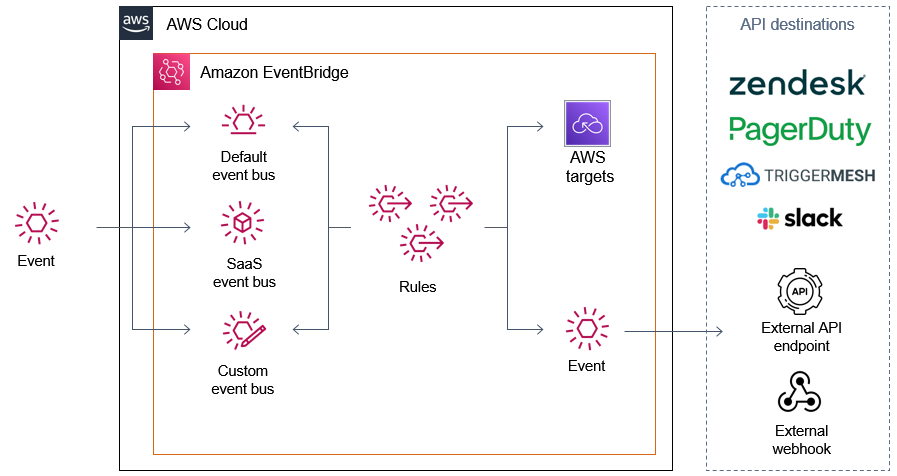 aws
AWS Cloud
API destinations
Amazon EventBridge
zendesk
PagerDuty
TRIGGERMESH
slack
Default
event bus
AWS
targets
Event
SaaS
event bus
Rules
API
External API
endpoint
Custom
event bus
Event
External
webhook